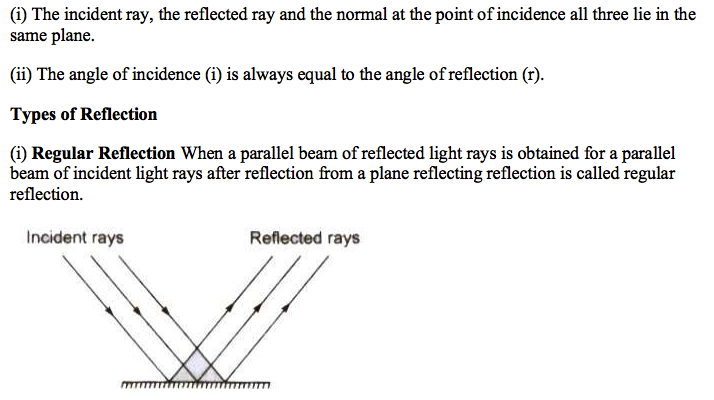 (i) The incident ray, the reflected ray and the normal at the point of incidence all three lie in the
same plane.
(ii) The angle of incidence (i) is always equal to the angle of reflection (r).
Types of Reflection
(i) Regular Reflection When a parallel beam of reflected light rays is obtained for a parallel
beam of incident light rays after reflection from a plane reflecting reflection is called regular
reflection.
Incident rays
Reflected rays